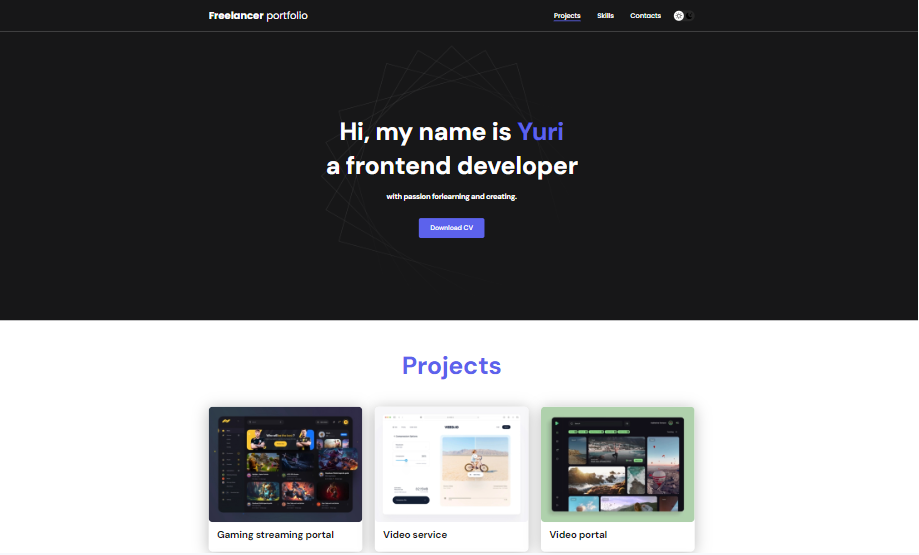 Freelancer portfolio
Projects
Skills
Contacts
Hi, my name is Yuri
a frontend developer
with passion forlearning and creating.
Download CV
Projects
Gaming streaming portal
Video service
Video portal